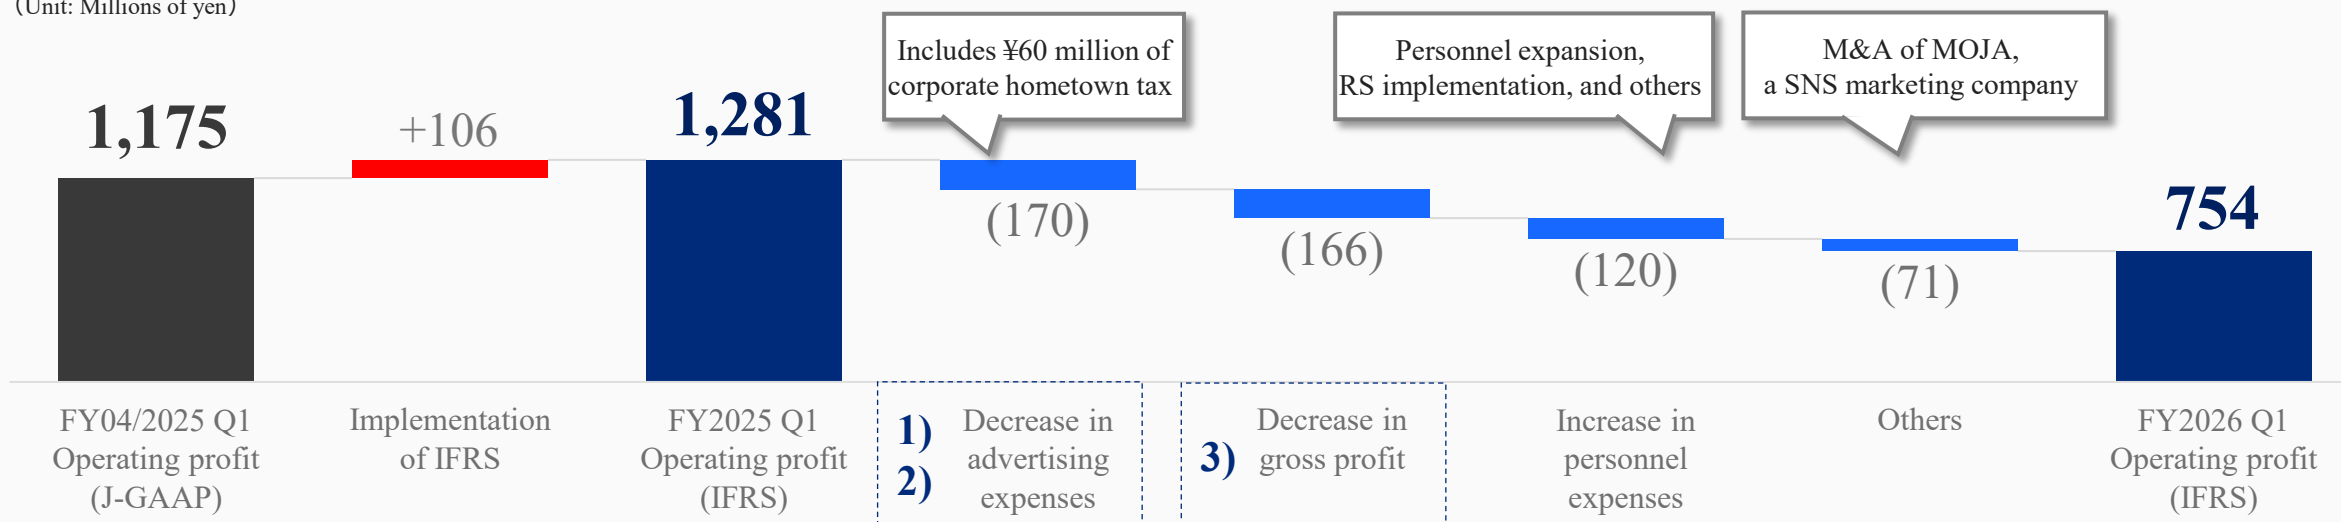 (Unit: Millions of yen)
Includes ¥60 million of
corporate hometown tax
Personnel expansion,
RS implementation, and others
M&A of MOJA,
a SNS marketing company
1,175
+106
1,281
(170)
(166)
(120)
(71)
754
FY04/2025 Q1
Operating profit
(J-GAAP)
Implementation
of IFRS
FY2025 Q1
Operating profit
(IFRS)
1)
2)
Decrease in
advertising
expenses
3)
Decrease in
gross profit
Increase in
personnel
expenses
Others
FY2026 Q1
Operating profit
(IFRS)